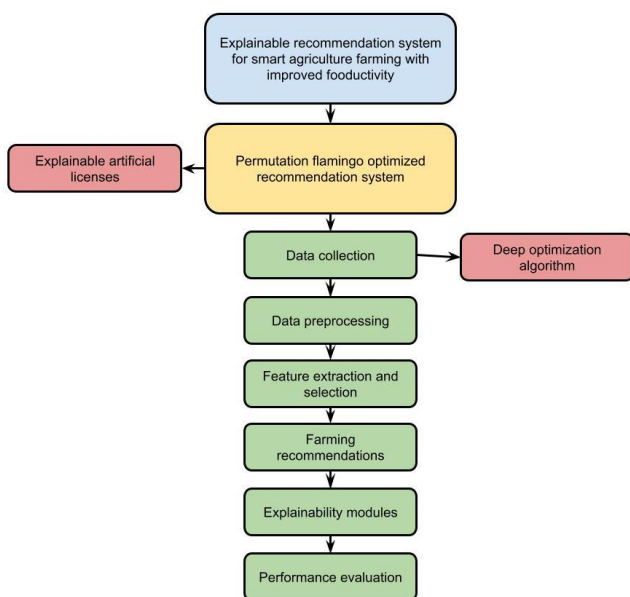 Explainable recommendation system
for smart agriculture farming with
improved fooductivity
Permutation flamingo optimized
recommendation system
Explainable artificial
licenses
Data collection
Deep optimization
algorithm
Data preprocessing
Feature extraction and
selection
Farming
recommendations
Explainability modules
Performance evaluation